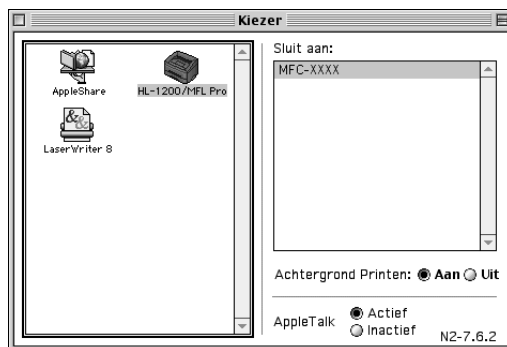 Kiezer
AppleShare
HL-1200/MFL Pro
LaserWriter 8
Sluit aan:
MFC-XXXX
Achtergrond Printen: Aan Uit
AppleTalk Actief
Inactief
N2-7.6.2